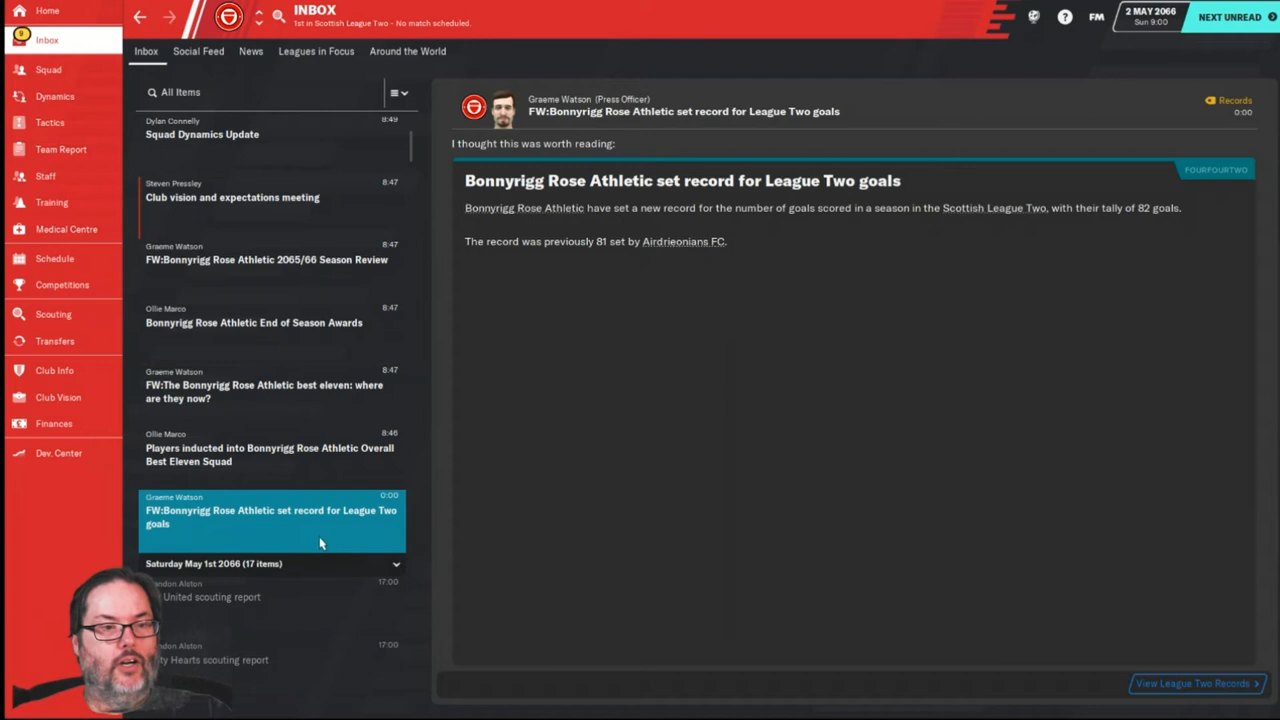 Home
INBOX
1st in Scottish League Two - No match scheduled.
FM
2 MAY 2066
Sun 9:00
NEXT UNREAD
9
Inbox
Squad
Dynamics
Tactics
Team Report
Staff
Training
Medical Centre
Schedule
Competitions
Scouting
Transfers
Club Info
Club Vision
Finances
Dev. Center
Inbox
Social Feed
News
Leagues in Focus
Around the World
All Items
Dylan Connelly
8:49
Squad Dynamics Update
Steven Pressley
8:47
Club vision and expectations meeting
Graeme Watson
8:47
FW:Bonnyrigg Rose Athletic 2065/66 Season Review
Ollie Marco
8:47
Bonnyrigg Rose Athletic End of Season Awards
Graeme Watson
8:47
FW:The Bonnyrigg Rose Athletic best eleven: where
are they now?
Ollie Marco
8:46
Players inducted into Bonnyrigg Rose Athletic Overall
Best Eleven Squad
Graeme Watson
0:00
FW:Bonnyrigg Rose Athletic set record for League Two
goals
Saturday May 1st 2066 (17 items)
Alston
17:00
United scouting report
Alston
17:00
Hearts scouting report
Graeme Watson (Press Officer)
FW:Bonnyrigg Rose Athletic set record for League Two goals
Records
0:00
I thought this was worth reading:
FOURFOURTWO
Bonnyrigg Rose Athletic set record for League Two goals
Bonnyrigg Rose Athletic have set a new record for the number of goals scored in a season in the Scottish League Two, with their tally of 82 goals.
The record was previously 81 set by Airdrieonians FC.
View League Two Records